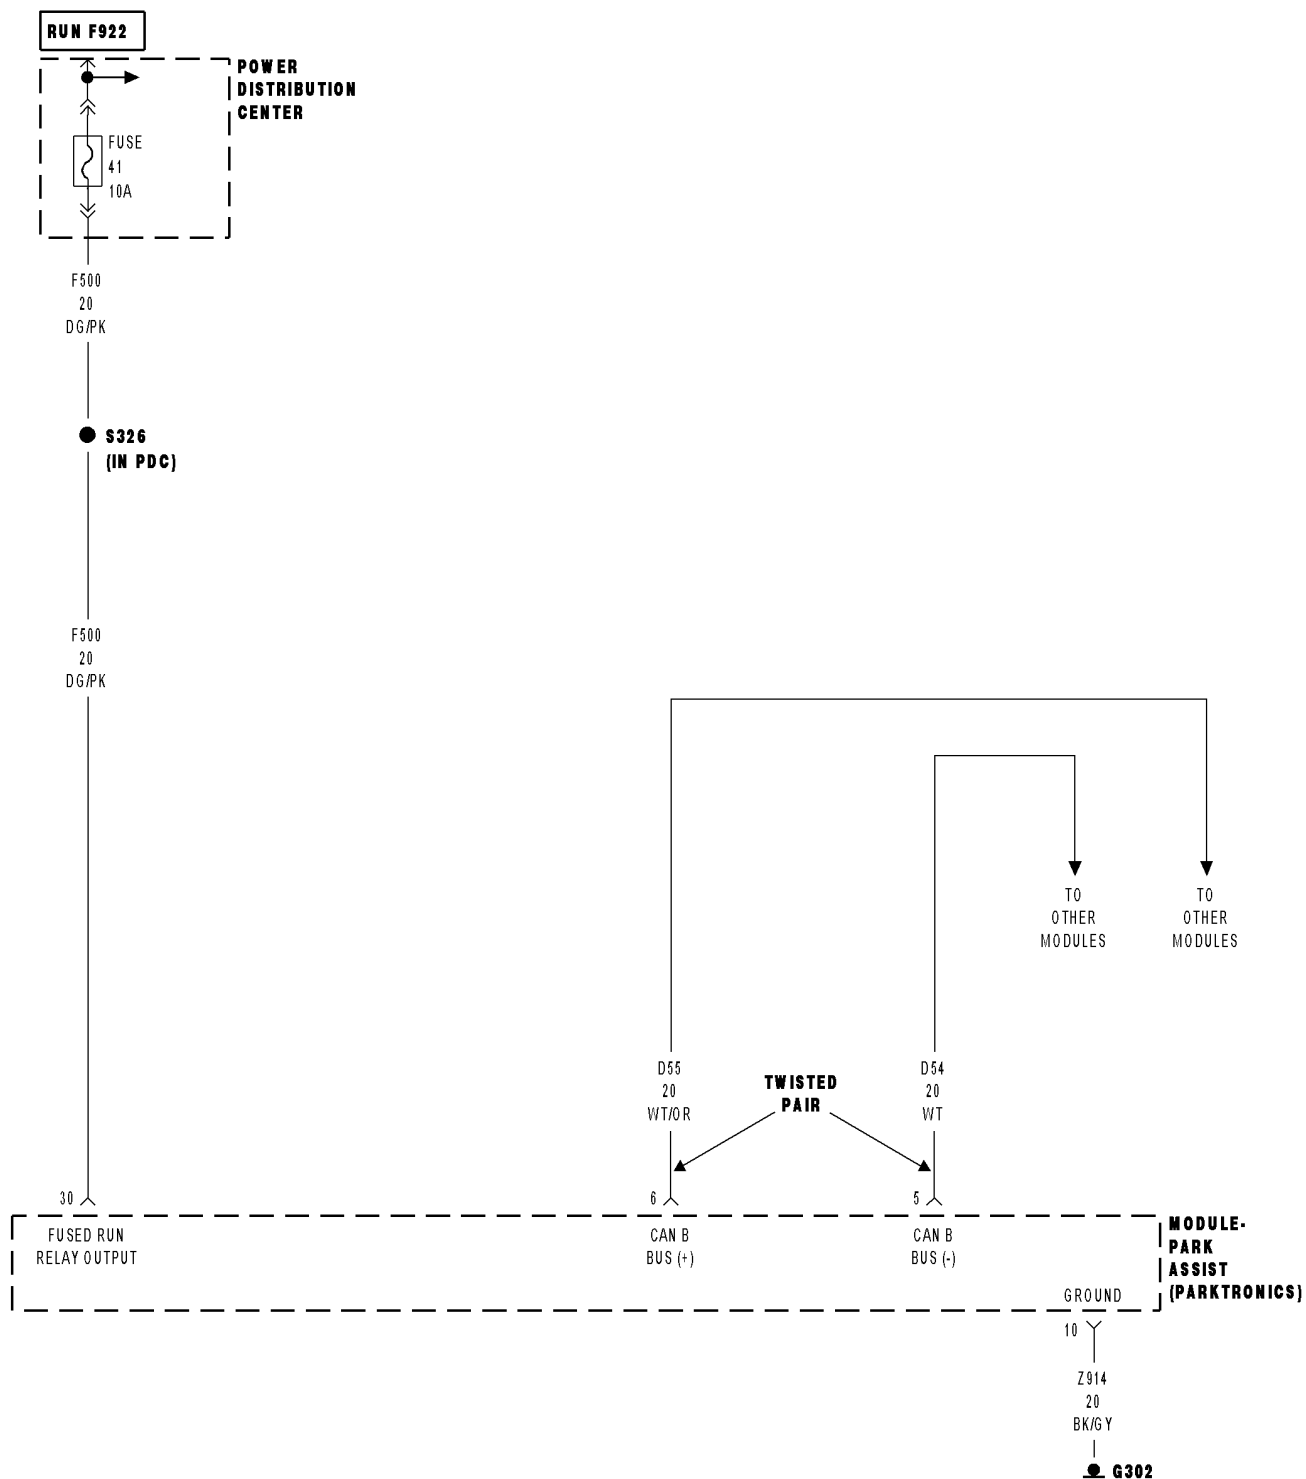 RUN F922
POWER
DISTRIBUTION
CENTER
FUSE
41
10A
F500
20
DG/PK
S326
(IN PDC)
F500
20
DG/PK
TO
OTHER
MODULES
TO
OTHER
MODULES
D55
20
WT/OR
TWISTED
PAIR
D54
20
WT
30
6
5
FUSED RUN
RELAY OUTPUT
CAN B
BUS (+)
CAN B
BUS (-)
MODULE-
PARK
ASSIST
(PARKTRONICS)
GROUND
10
Z914
20
BK/GY
G302